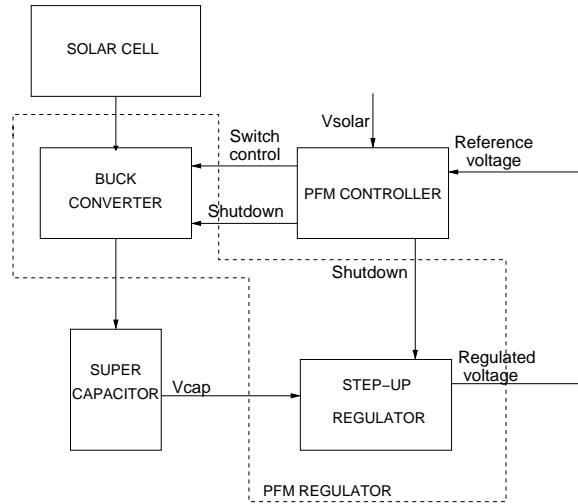 SOLAR CELL
Vsolar
Switch
control
Reference
voltage
BUCK
CONVERTER
PFM CONTROLLER
Shutdown
Shutdown
SUPER
CAPACITOR
Vcap
STEP-UP
REGULATOR
Regulated
voltage
PFM REGULATOR